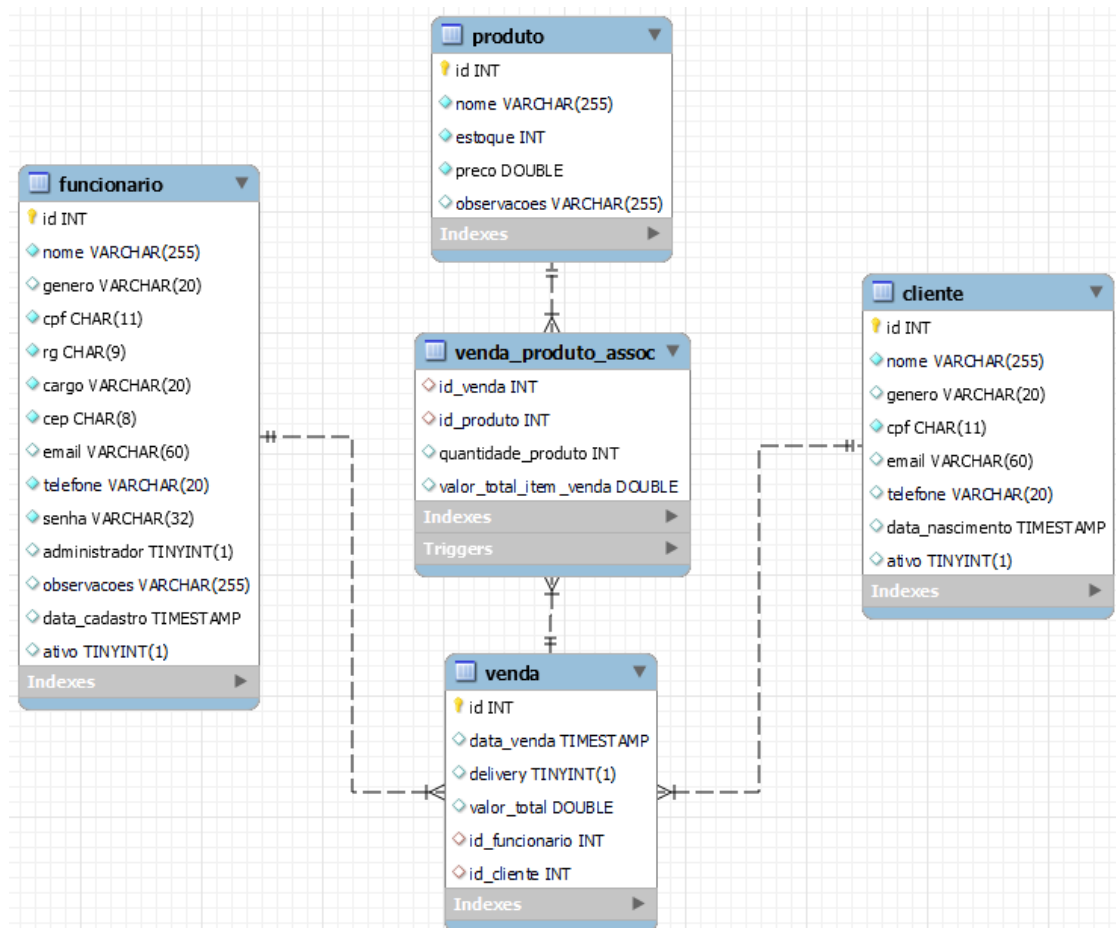 produto
id INT
nome VARCHAR(255)
estoque INT
preco DOUBLE
observacoes VARCHAR(255)
Indexes
funcionario
id INT
nome VARCHAR(255)
genero VARCHAR(20)
cpf CHAR(11)
rg CHAR(9)
cargo VARCHAR(20)
cep CHAR(8)
email VARCHAR(60)
telefone VARCHAR(20)
senha VARCHAR(32)
administrador TINYINT(1)
observacoes VARCHAR(255)
data_cadastro TIMESTAMP
ativo TINYINT(1)
Indexes
venda_produto_assoc
id_venda INT
id_produto INT
quantidade_produto INT
valor_total_item_venda DOUBLE
Indexes
Triggers
cliente
id INT
nome VARCHAR(255)
genero VARCHAR(20)
cpf CHAR(11)
email VARCHAR(60)
telefone VARCHAR(20)
data_nascimento TIMESTAMP
ativo TINYINT(1)
Indexes
venda
id INT
data_venda TIMESTAMP
delivery TINYINT(1)
valor_total DOUBLE
id_funcionario INT
id_cliente INT
Indexes